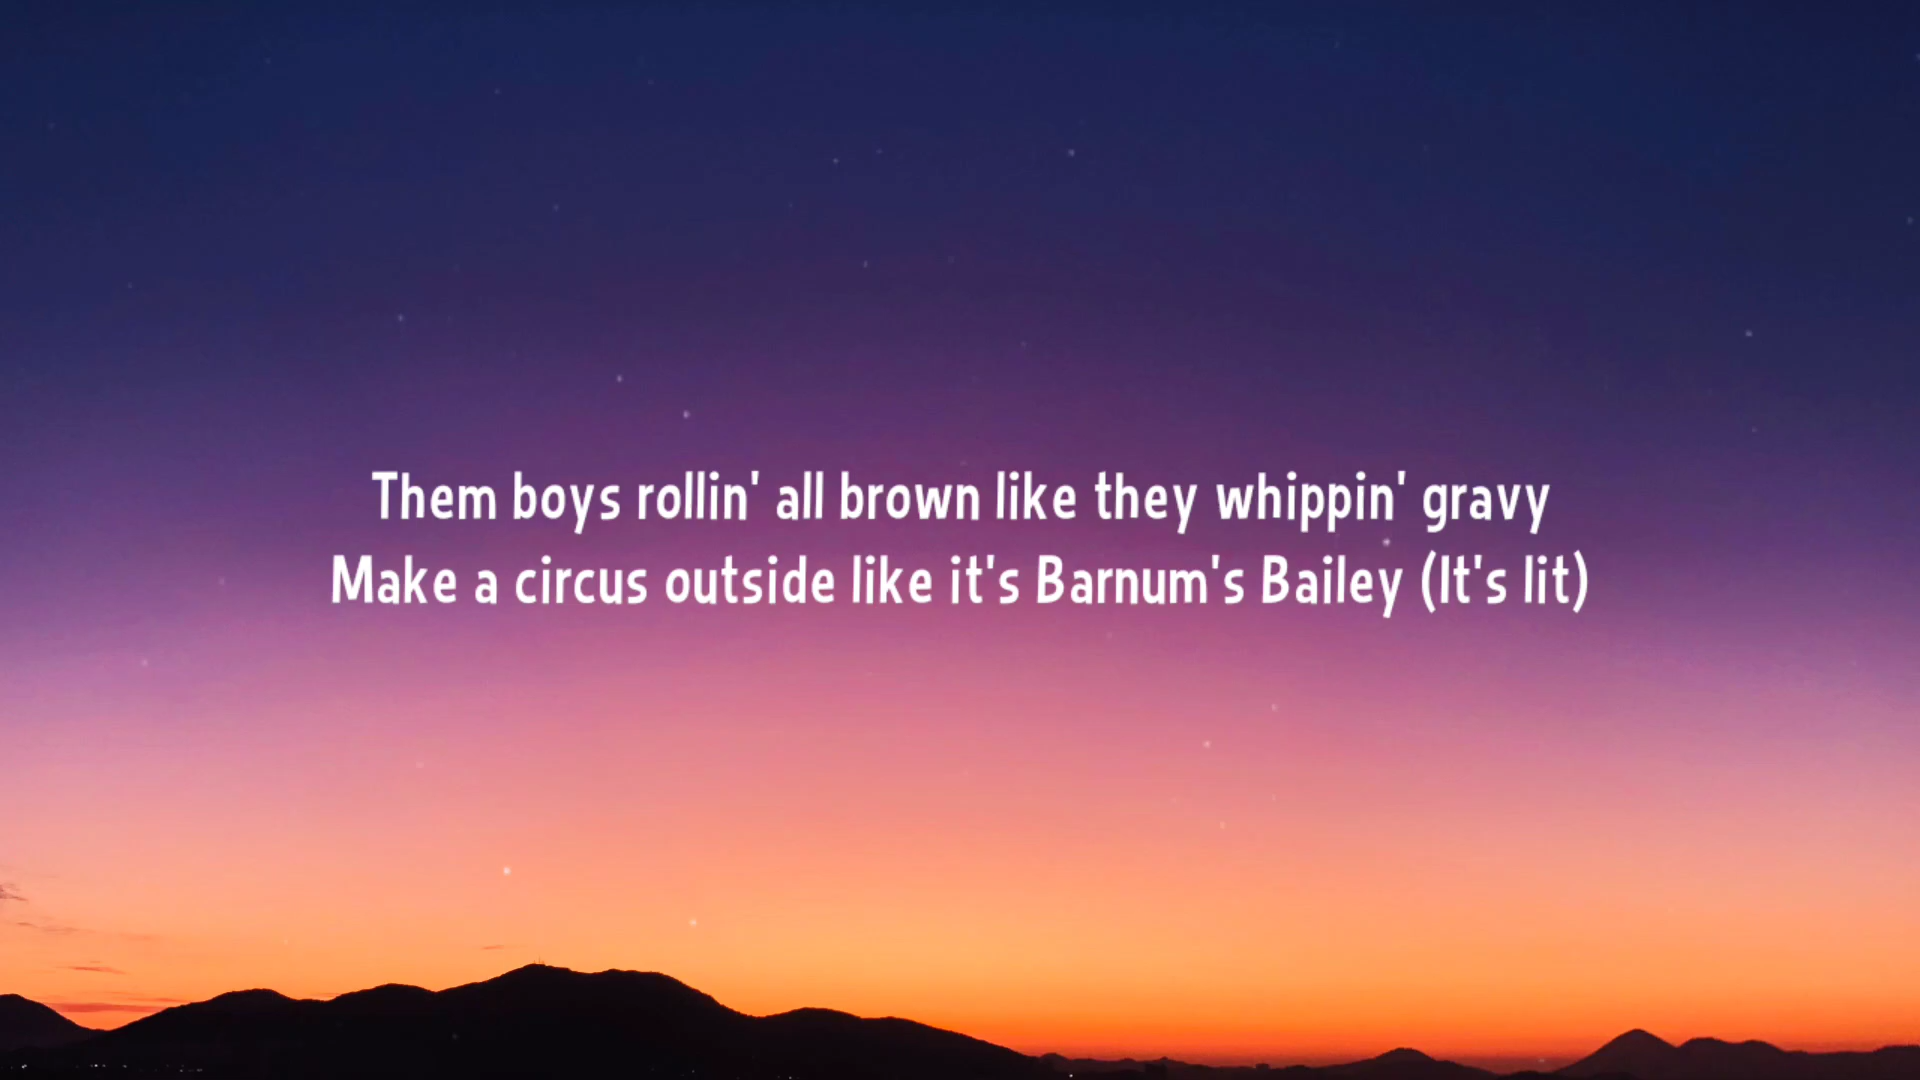 Them boys rollin' all brown like they whippin' gravy
Make a circus outside like it's Barnum's Bailey (It's lit)